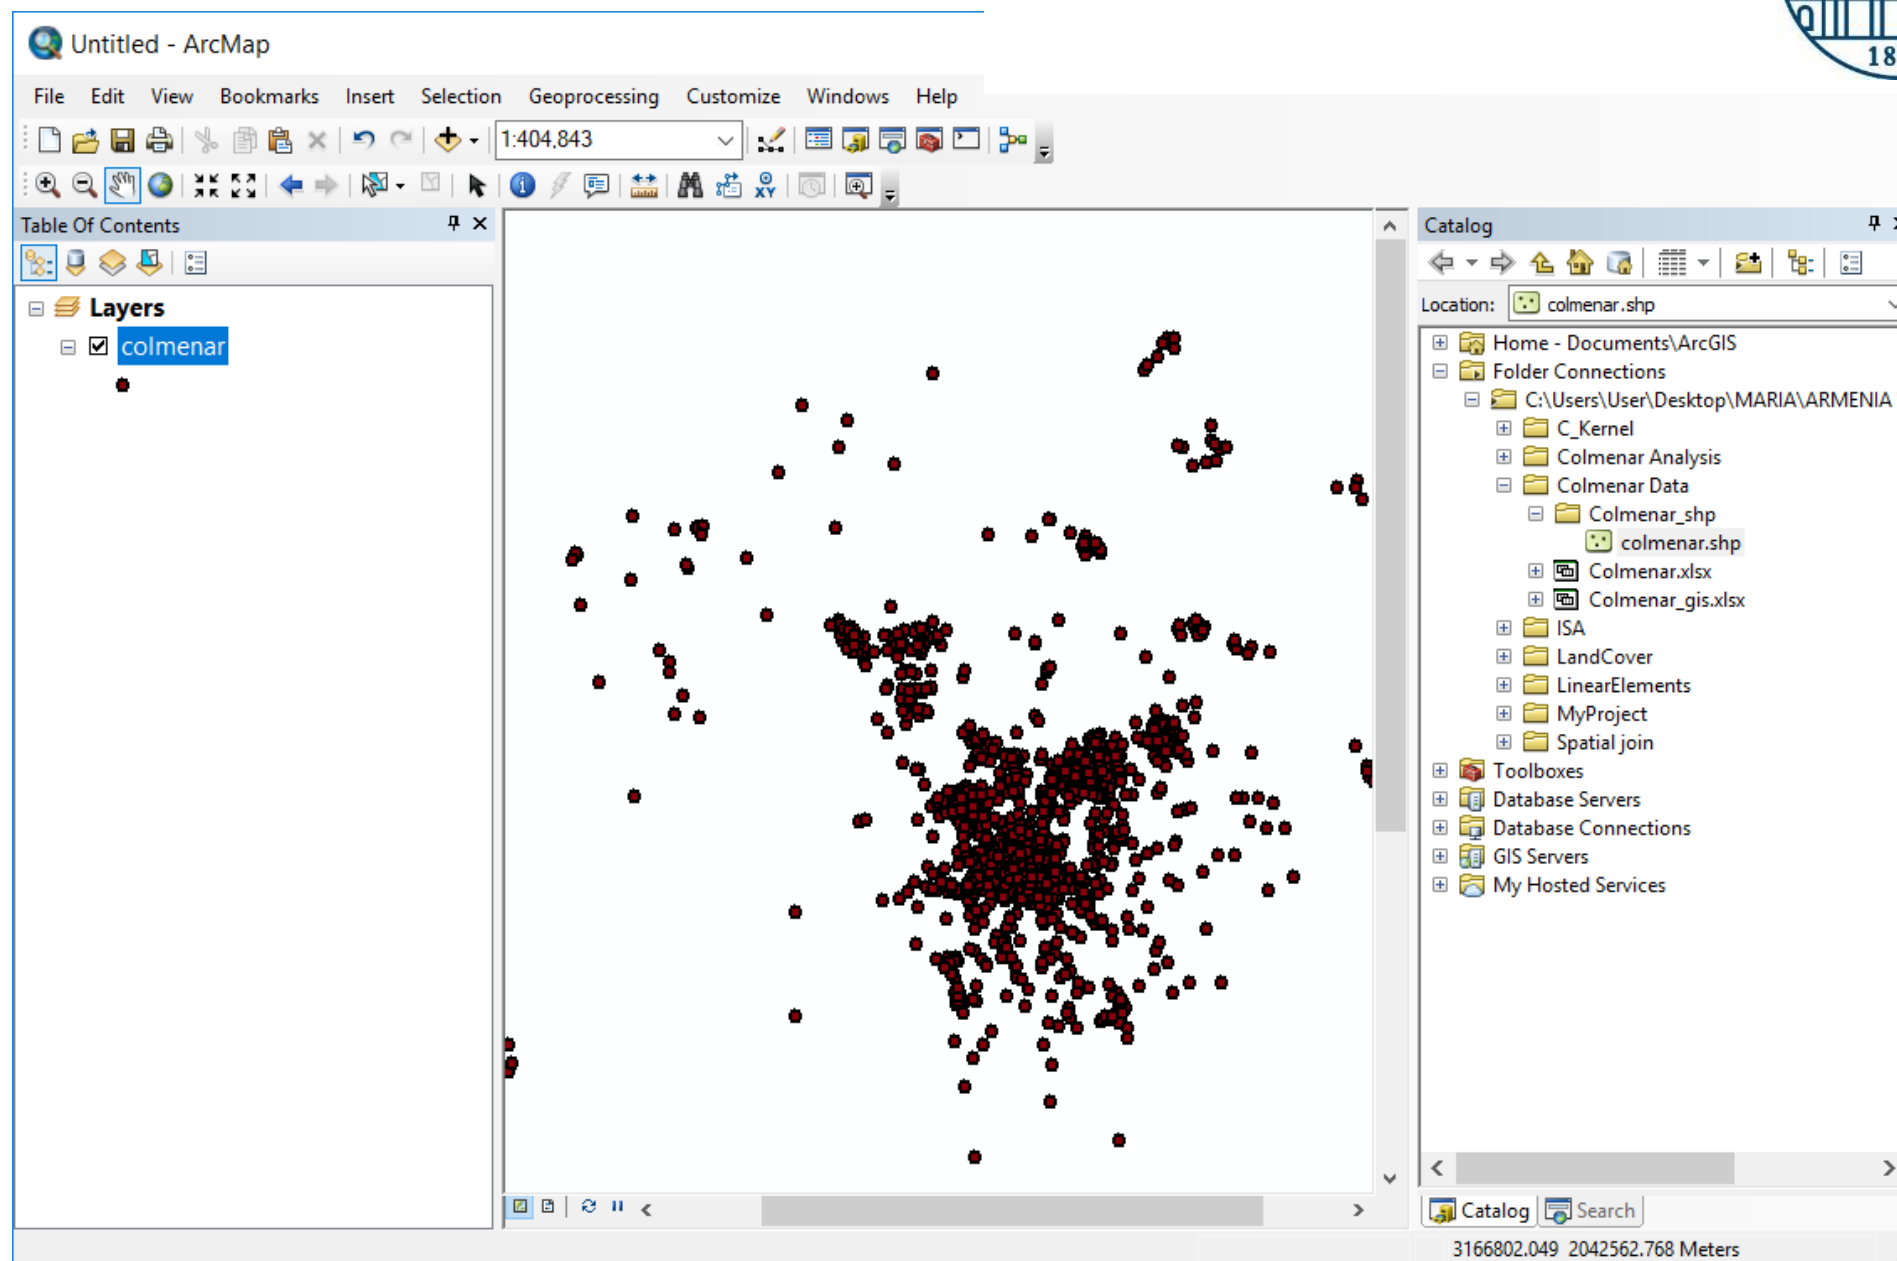 18
Untitled - ArcMap
File Edit View Bookmarks Insert Selection Geoprocessing Customize Windows Help
1:404,843
XY
Table Of Contents
Layers
colmenar
Catalog
Location: colmenar.shp
Home - Documents\ArcGIS
Folder Connections
C:\Users\User\Desktop\MARIA\ARMENIA
C_Kernel
Colmenar Analysis
Colmenar Data
Colmenar_shp
colmenar.shp
Colmenar.xlsx
Colmenar_gis.xlsx
ISA
LandCover
LinearElements
MyProject
Spatial join
Toolboxes
Database Servers
Database Connections
GIS Servers
My Hosted Services
Catalog Search
3166802.049 2042562.768 Meters